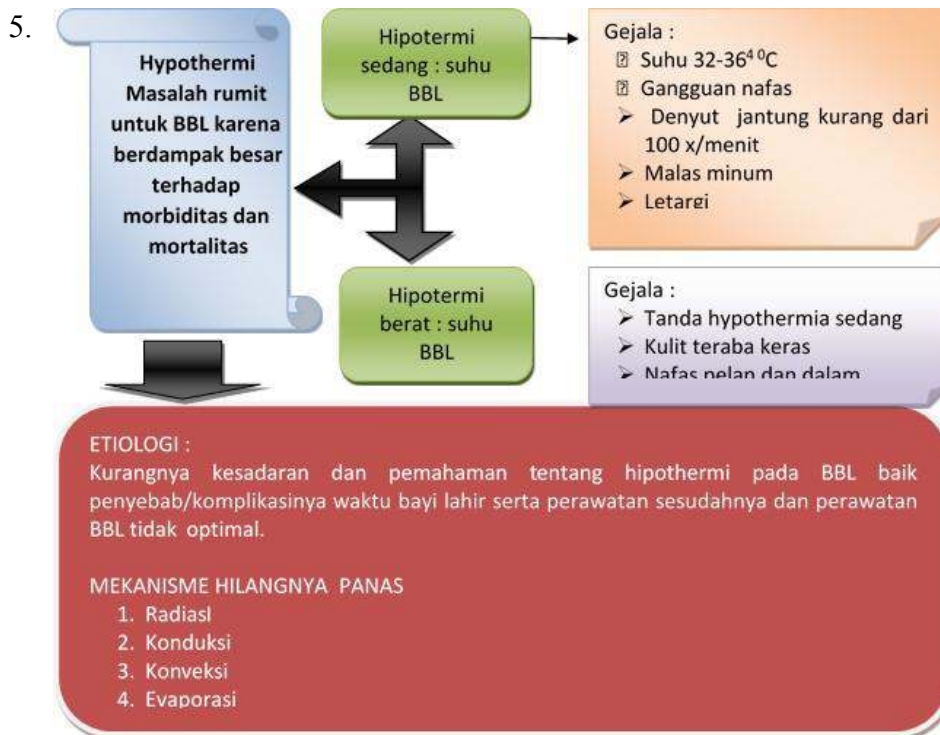 5.
Hypothermi
Masalah rumit
untuk BBL karena
berdampak besar
terhadap
morbiditas dan
mortalitas
Hipotermi
sedang : suhu
BBL
Gejala :
⍰ Suhu 32-36⁴ ⁰C
⍰ Gangguan nafas
➢ Denyut jantung kurang dari
100 x/menit
➢ Malas minum
➢ Letargi
Hipotermi
berat : suhu
BBL
Gejala :
➢ Tanda hypothermia sedang
➢ Kulit teraba keras
➢ Nafas pelan dan dalam
ETIOLOGI :
Kurangnya kesadaran dan pemahaman tentang hipothermi pada BBL baik
penyebab/komplikasinya waktu bayi lahir serta perawatan sesudahnya dan perawatan
BBL tidak optimal.
MEKANISME HILANGNYA PANAS
1. RadiasI
2. Konduksi
3. Konveksi
4. Evaporasi